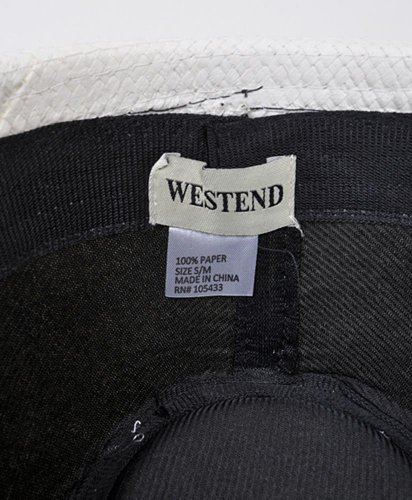 WESTEND
100% PAPER
SIZE S/M
MADE IN CHINA
RN# 105433